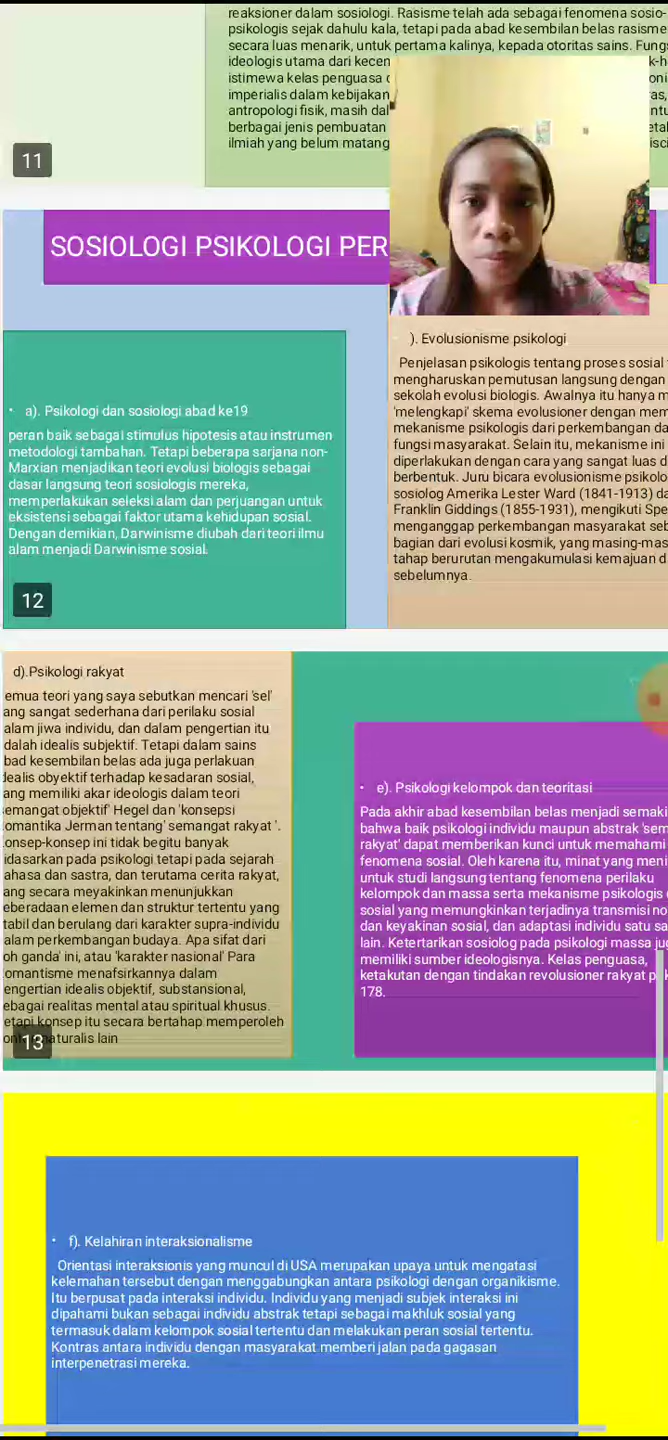 reaksioner dalam sosiologi. Rasisme telah ada sebagai fenomena sosio-
psikologis sejak dahulu kala, tetapi pada abad kesembilan belas rasisme
secara luas menarik, untuk pertama kalinya, kepada otoritas sains.
ideologis utama dari
istimewa kelas penguasa
imperialis dalam kebijakan
antropologi fisik, masih
berbagai jenis pembuatan
ilmiah yang belum matang
11
SOSIOLOGI PSIKOLOGI
). Evolusionisme psikologi
Penjelasan psikologis tentang proses sosial
mengharuskan pemutusan langsung dengan
sekolah evolusi biologis. Awalnya itu hanya
'melengkapi' skema evolusioner dengan
mekanisme psikologis dari perkembangan
fungsi masyarakat. Selain itu, mekanisme ini
diperlakukan dengan cara yang sangat luas
berbentuk. Juru bicara evolusionisme
sosiolog Amerika Lester Ward (1841-1913)
Franklin Giddings (1855-1931), mengikuti
menganggap perkembangan masyarakat
bagian dari evolusi kosmik, yang
tahap berurutan mengakumulasi kemajuan
sebelumnya.
• a). Psikologi dan sosiologi abad ke19
peran baik sebagai stimulus hipotesis atau instrumen
metodologi tambahan. Tetapi beberapa sarjana non-
Marxian menjadikan teori evolusi biologis sebagai
dasar langsung teori sosiologis mereka,
memperlakukan seleksi alam dan perjuangan untuk
eksistensi sebagai faktor utama kehidupan sosial.
Dengan demikian, Darwinisme diubah dari teori ilmu
alam menjadi Darwinisme sosial.
12
d).Psikologi rakyat
emua teori yang saya sebutkan mencari 'sel'
ang sangat sederhana dari perilaku sosial
alam jiwa individu, dan dalam pengertian itu
dalah idealis subjektif. Tetapi dalam sains
bad kesembilan belas ada juga perlakuan
dealis obyektif terhadap kesadaran sosial,
ang memiliki akar ideologis dalam teori
emangat objektif' Hegel dan 'konsepsi
omantika Jerman tentang' semangat rakyat '.
onsep-konsep ini tidak begitu banyak
idasarkan pada psikologi tetapi pada sejarah
ahasa dan sastra, dan terutama cerita rakyat,
ang secara meyakinkan menunjukkan
eberadaan elemen dan struktur tertentu yang
tabil dan berulang dari karakter supra-individu
alam perkembangan budaya. Apa sifat dari
oh ganda' ini, atau 'karakter nasional' Para
omantisme menafsirkannya dalam
engertian idealis objektif, substansional,
ebagai realitas mental atau spiritual khusus.
etapi konsep itu secara bertahap memperoleh
naturalis lain
13
• e). Psikologi kelompok dan teoritasi
Pada akhir abad kesembilan belas menjadi
bahwa baik psikologi individu maupun abstrak
rakyat' dapat memberikan kunci untuk memahami
fenomena sosial. Oleh karena itu, minat yang
untuk studi langsung tentang fenomena perilaku
kelompok dan massa serta mekanisme psikologis
sosial yang memungkinkan terjadinya transmisi
dan keyakinan sosial, dan adaptasi individu satu
lain. Ketertarikan sosiolog pada psikologi massa
memiliki sumber ideologisnya. Kelas penguasa,
ketakutan dengan tindakan revolusioner rakyat
178.
• f). Kelahiran interaksionalisme
Orientasi interaksionis yang muncul di USA merupakan upaya untuk mengatasi
kelemahan tersebut dengan menggabungkan antara psikologi dengan organikisme.
Itu berpusat pada interaksi individu. Individu yang menjadi subjek interaksi ini
dipahami bukan sebagai individu abstrak tetapi sebagai makhluk sosial yang
termasuk dalam kelompok sosial tertentu dan melakukan peran sosial tertentu.
Kontras antara individu dengan masyarakat memberi jalan pada gagasan
interpenetrasi mereka.